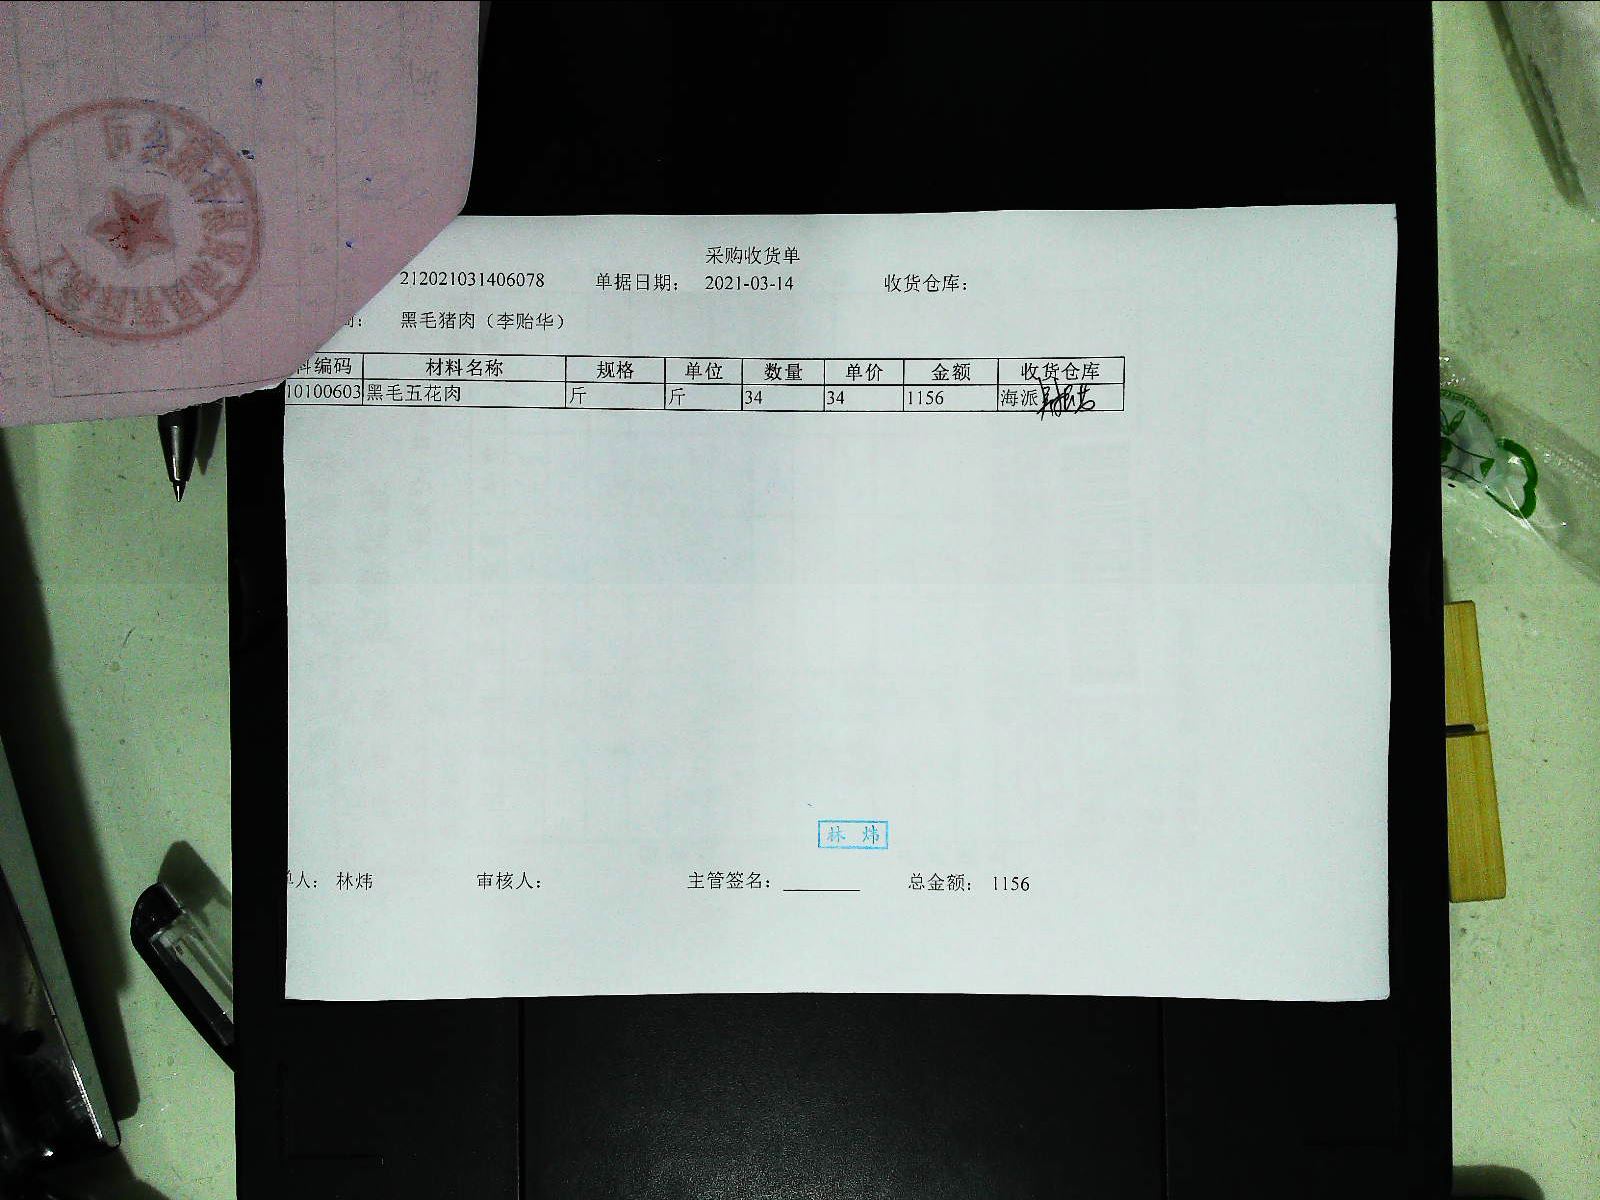 采购收货单
212021031406078 单据日期： 2021-03-14 收货仓库：
黑毛猪肉（李贻华）
料编码 材料名称 规格 单位 数量 单价 金额 收货仓库
10100603 黑毛五花肉 斤 斤 34 34 1156 海派
林 炜
人： 林炜 审核人： 主管签名： 总金额： 1156